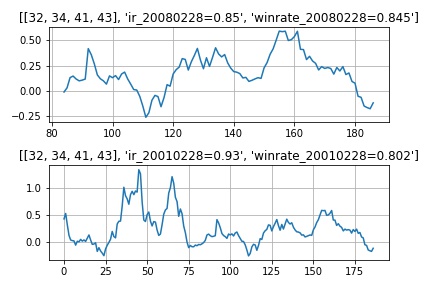 [[32, 34, 41, 43], 'ir_20080228=0.85', 'winrate_20080228=0.845']
0.50
0.25
0.00
−0.25
80 100 120 140 160 180
[[32, 34, 41, 43], 'ir_20010228=0.93', 'winrate_20010228=0.802']
1.0
0.5
0.0
0 25 50 75 100 125 150 175